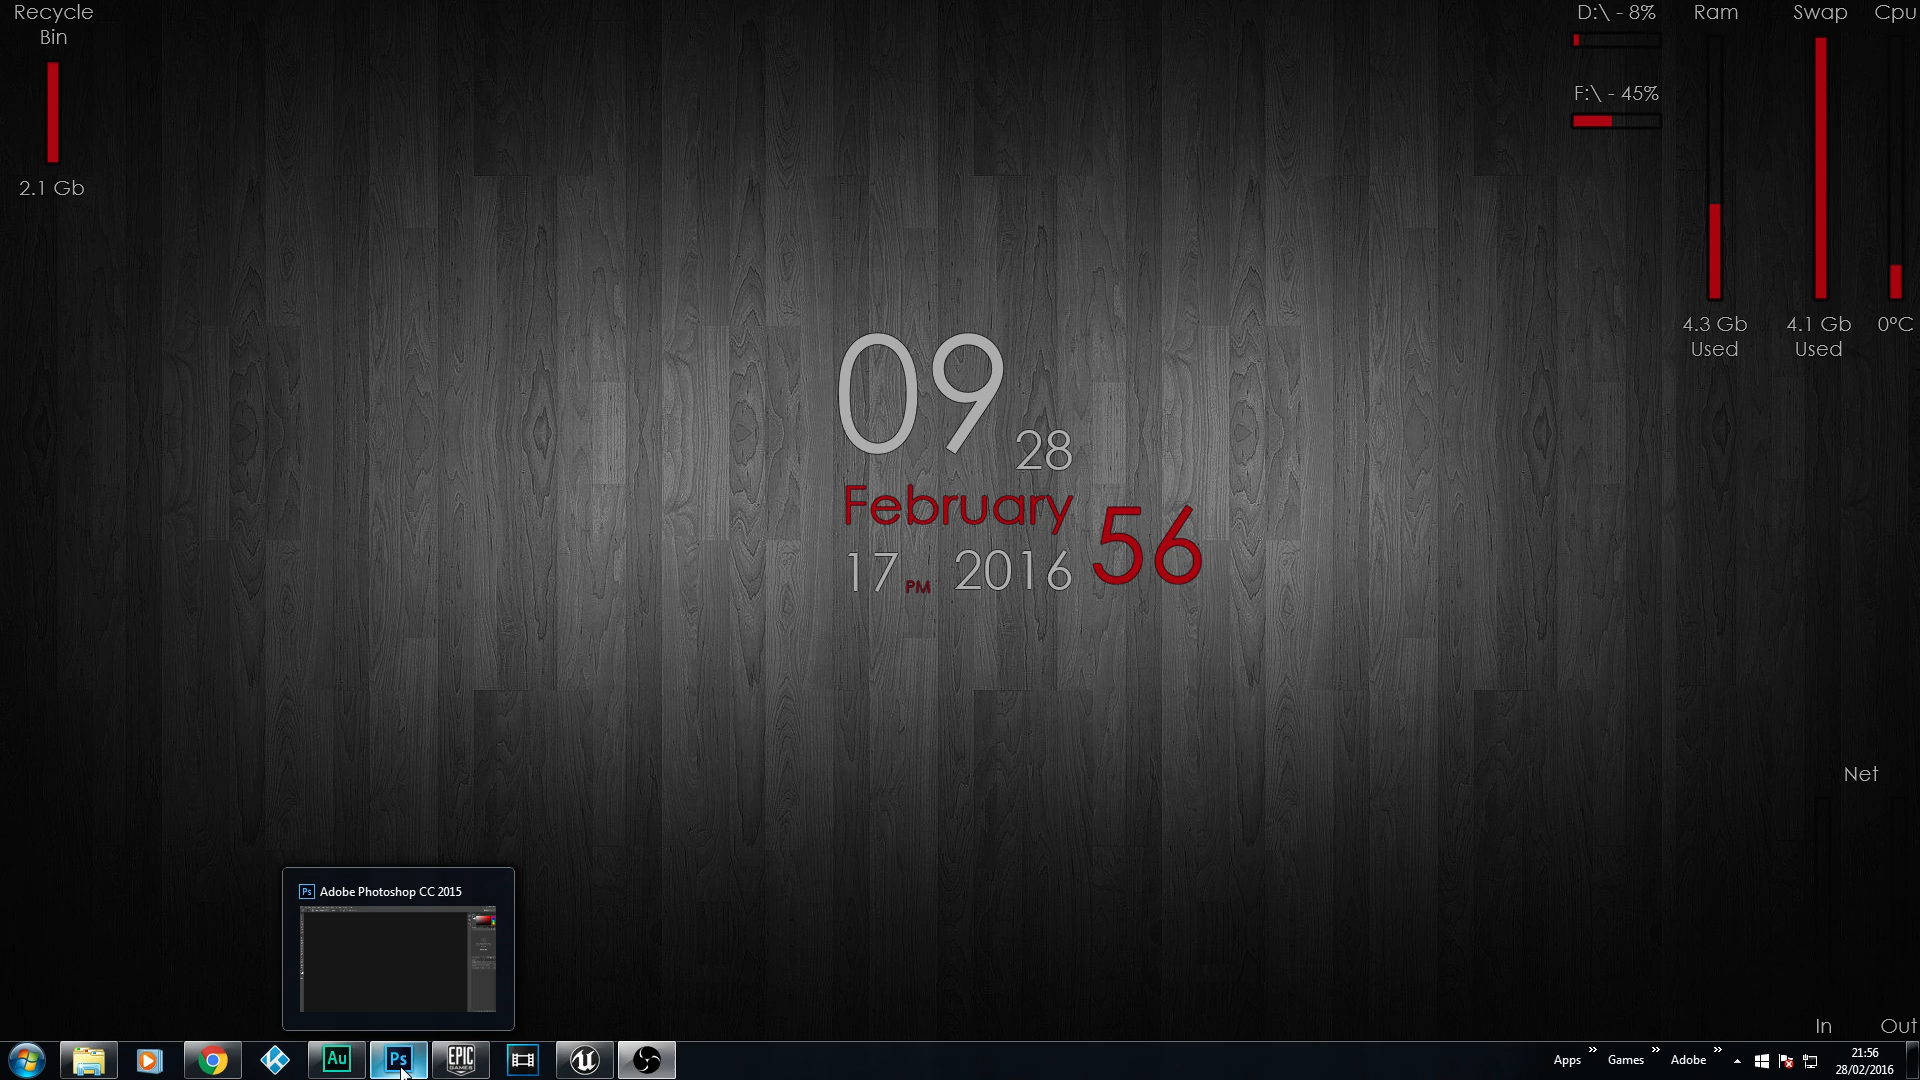 Recycle
Bin
2.1 Gb
D:\ - 8%
F:\ - 45%
Ram
4.3 Gb
Used
Swap
4.1 Gb
Used
Cpu
0°C
09
28
February
56
17 PM 2016
Net
In
Out
Ps Adobe Photoshop CC 2015
Au
Ps
EPIC
GAMES
Apps »
Games »
Adobe »
21:56
28/02/2016